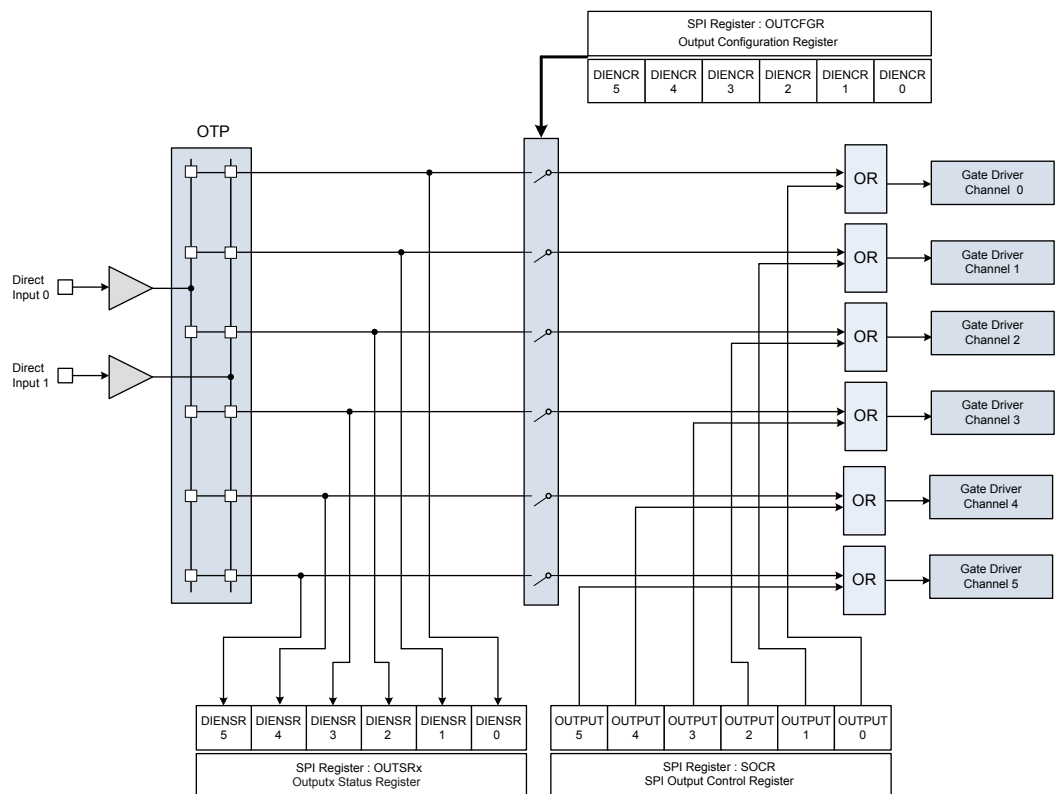 SPI Register : OUTCFGR
Output Configuration Register
DIENCR 5
DIENCR 4
DIENCR 3
DIENCR 2
DIENCR 1
DIENCR 0
OTP
OR
Gate Driver
Channel 0
OR
Gate Driver
Channel 1
Direct
Input 0
OR
Gate Driver
Channel 2
Direct
Input 1
OR
Gate Driver
Channel 3
OR
Gate Driver
Channel 4
OR
Gate Driver
Channel 5
DIENSR 5
DIENSR 4
DIENSR 3
DIENSR 2
DIENSR 1
DIENSR 0
SPI Register : OUTSRx
Outputx Status Register
OUTPUT 5
OUTPUT 4
OUTPUT 3
OUTPUT 2
OUTPUT 1
OUTPUT 0
SPI Register : SOCR
SPI Output Control Register